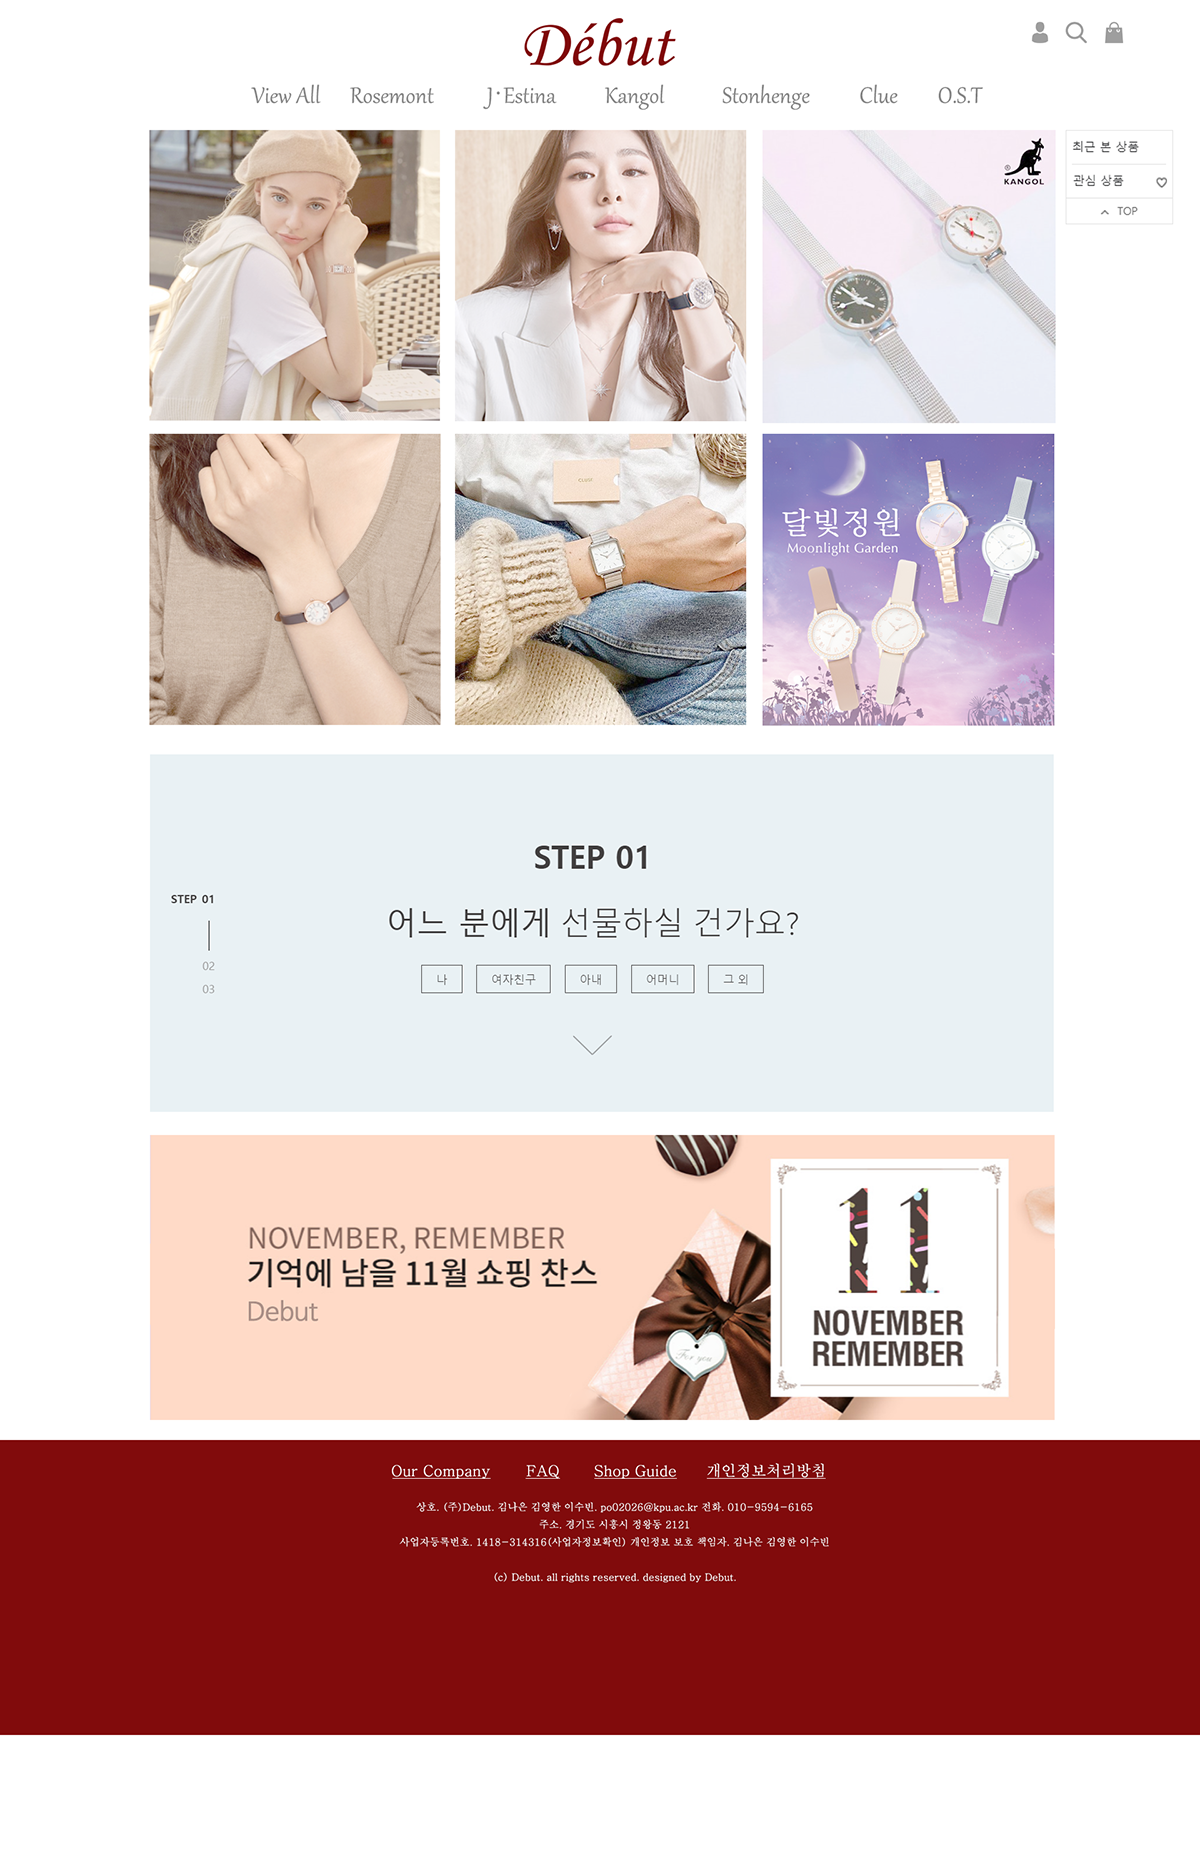 Début
View All Rosemont J·Estina Kangol Stonhenge Clue O.S.T
KANGOL
최근 본 상품
관심 상품
TOP
CLUSE
달빛정원
Moonlight Garden
STEP 01
STEP 01
02
03
어느 분에게 선물하실 건가요?
나 여자친구 아내 어머니 그 외
NOVEMBER, REMEMBER
기억에 남을 11월 쇼핑 찬스
Debut
For you
11
NOVEMBER
REMEMBER
Our Company FAQ Shop Guide 개인정보처리방침
상호. (주)Debut. 김나은 김영한 이수빈. po02026@kpu.ac.kr 전화. 010-9594-6165
주소. 경기도 시흥시 정왕동 2121
사업자등록번호. 1418-314316(사업자정보확인) 개인정보 보호 책임자. 김나은 김영한 이수빈
(c) Debut. all rights reserved. designed by Debut.